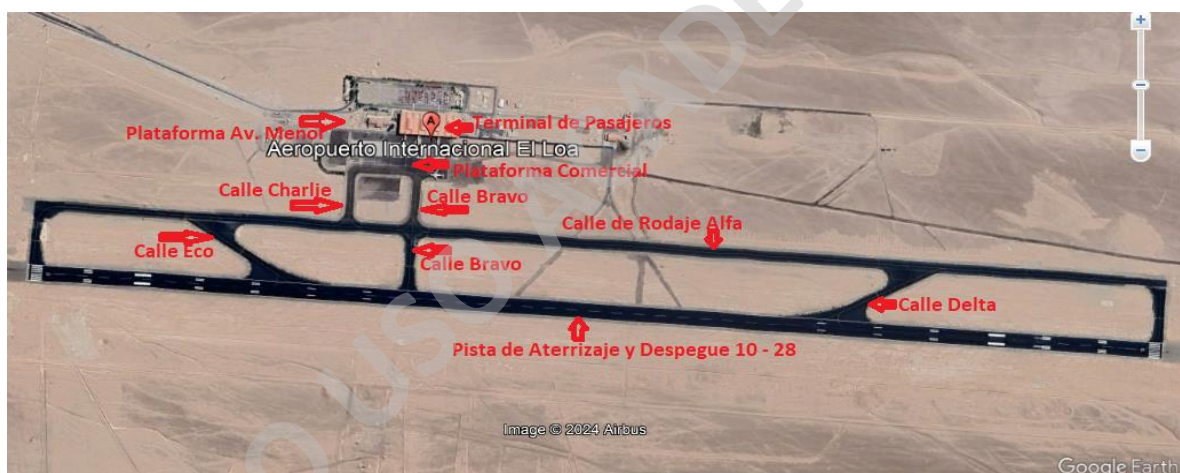 Plataforma Av. Menor
Terminal de Pasajeros
A
Aeropuerto Internacional El Loa
Plataforma Comercial
Calle Charlje
Calle Bravo
Calle de Rodaje Alfa
Calle Eco
Calle Bravo
Calle Delta
Pista de Aterrizaje y Despegue 10 - 28
Image © 2024 Airbus
Google Earth